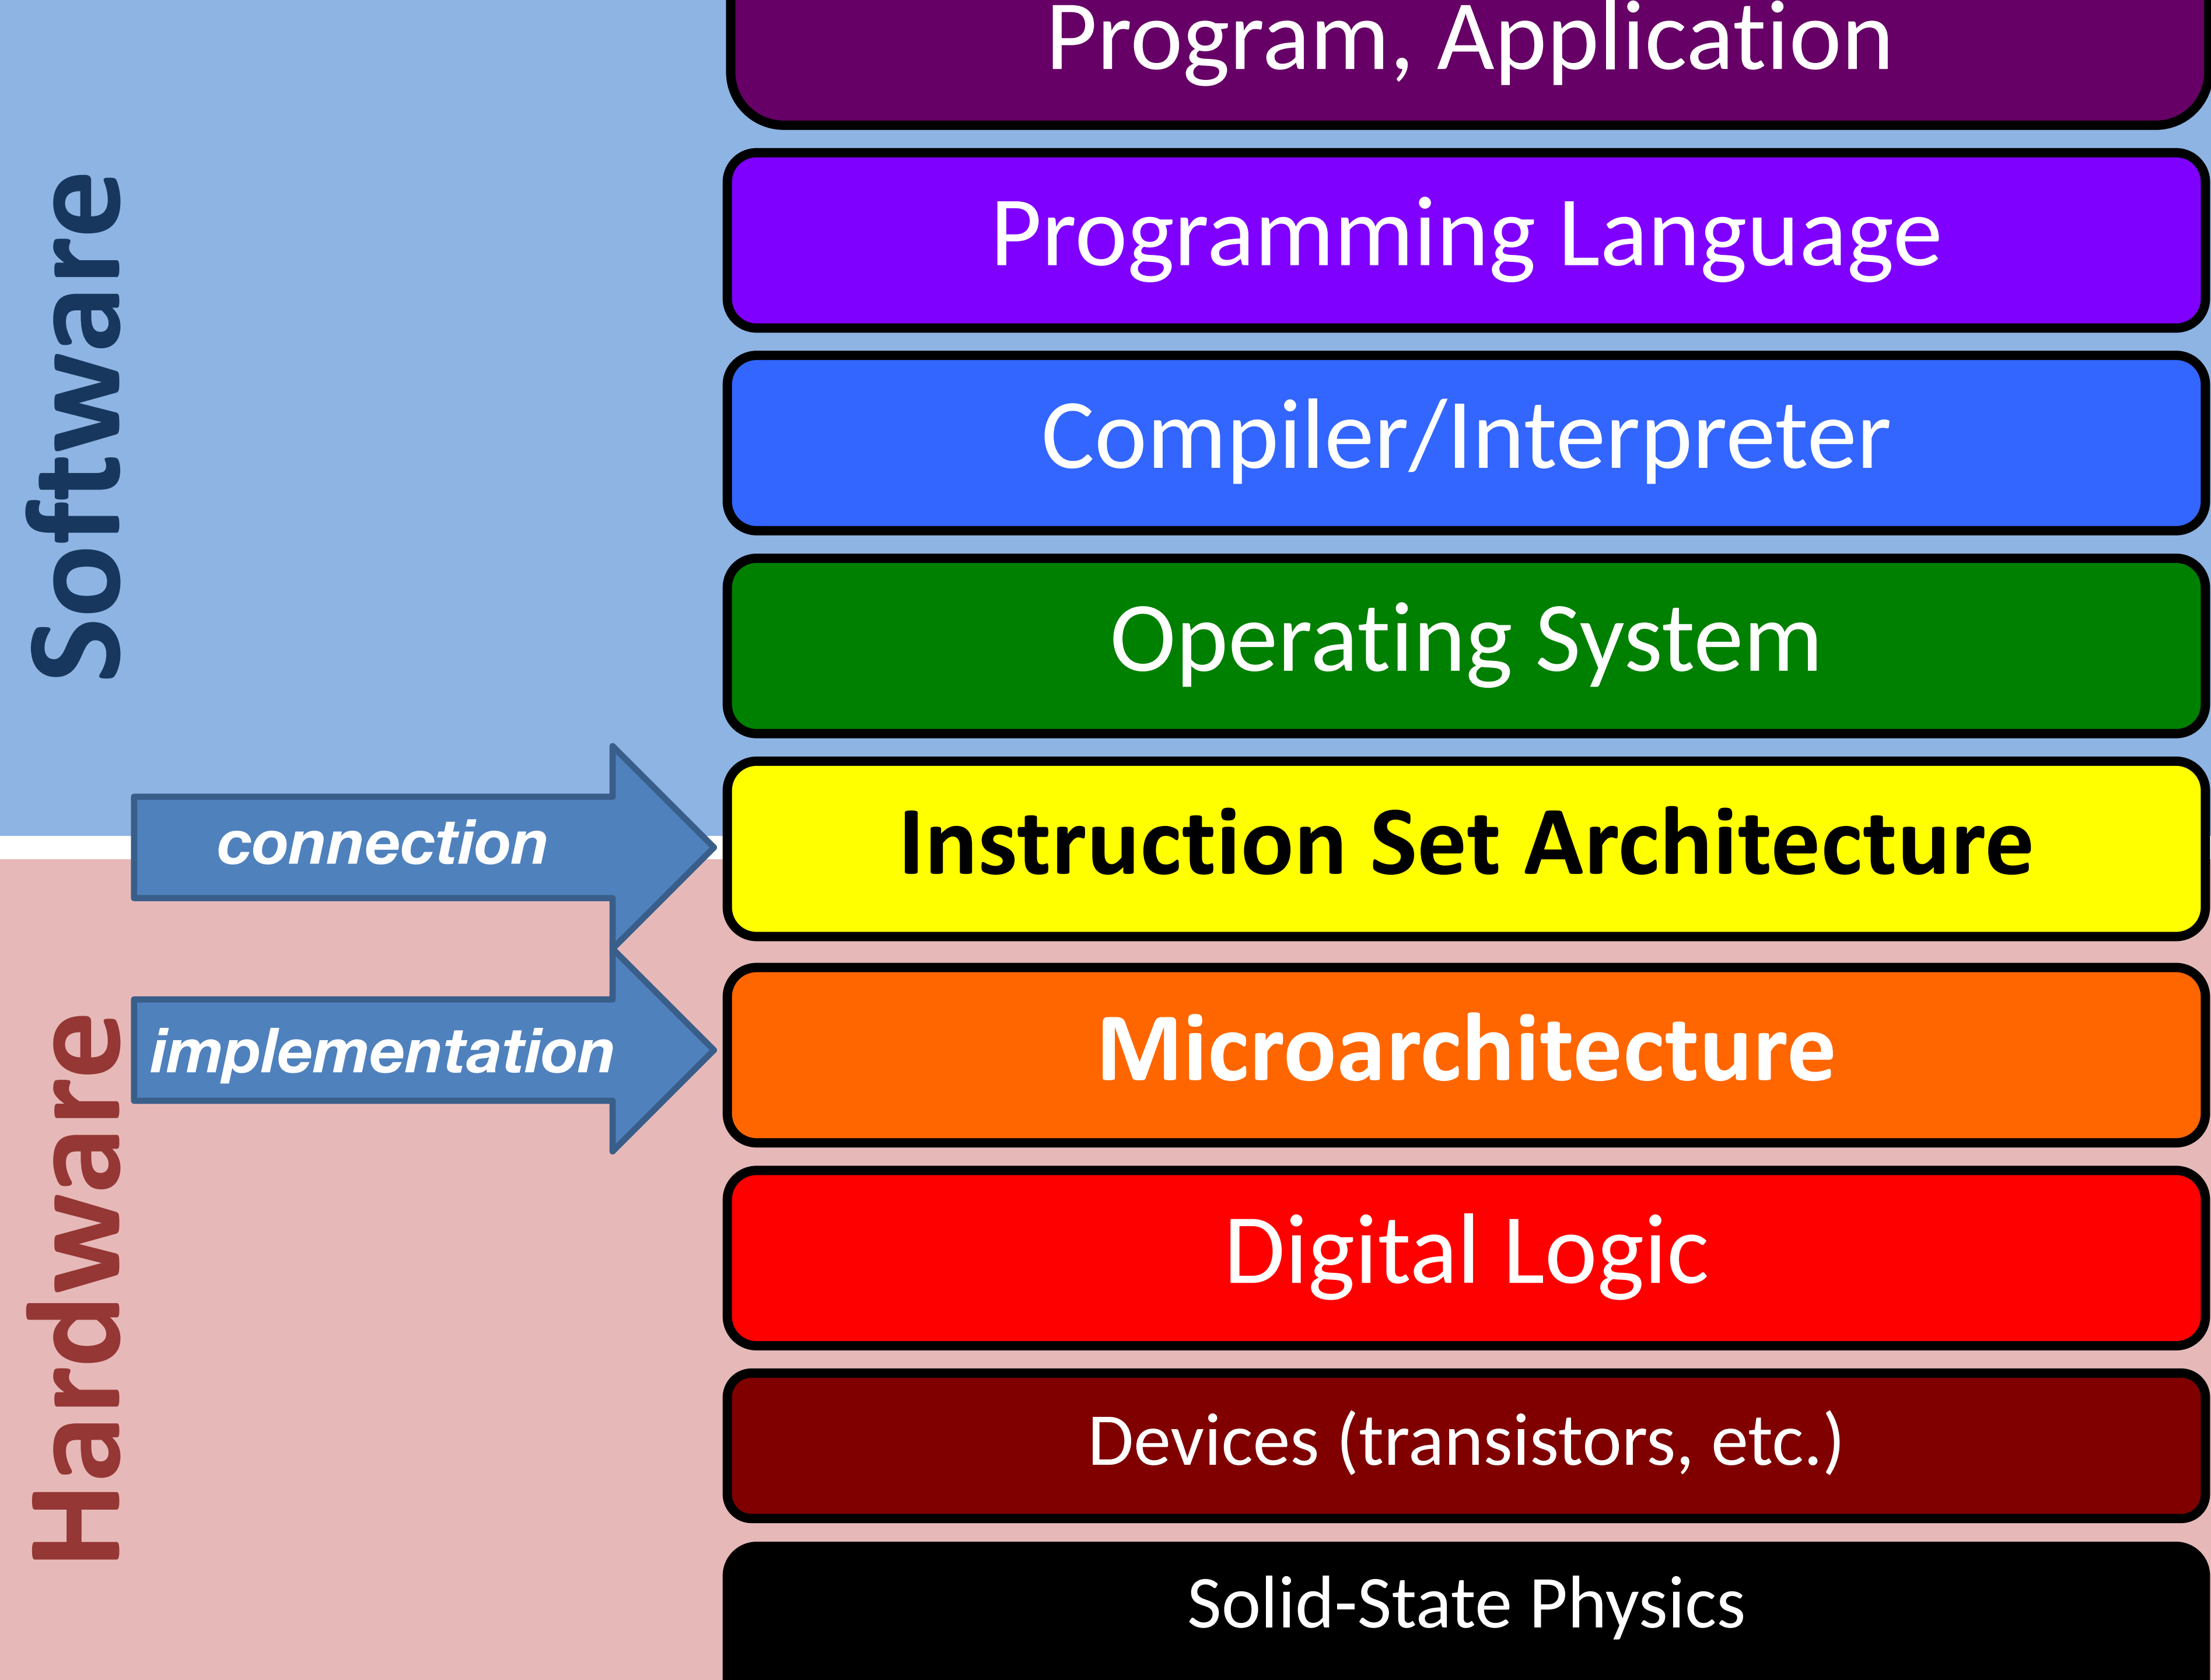 Program, Application
Programming Language
Compiler/Interpreter
Operating System
Software
connection
Instruction Set Architecture
implementation
Microarchitecture
Digital Logic
Hardware
Devices (transistors, etc.)
Solid-State Physics